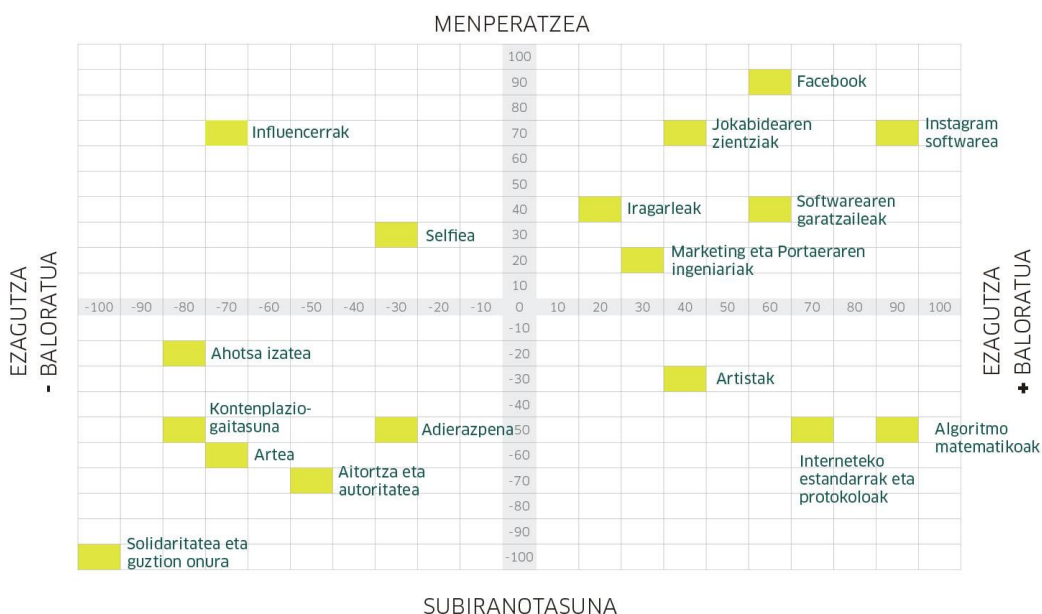 MENPERATZEA
100
90
Facebook
80
Influencerrak
70
Jokabidearen
zientziak
Instagram
softwarea
60
50
40
Iragarleak
Softwarearen
garatzaileak
Selfiea
30
20
Marketing eta Portaeraren
ingeniariak
10
EZAGUTZA
- BALORATUA
-100 -90 -80 -70 -60 -50 -40 -30 -20 -10 0 10 20 30 40 50 60 70 80 90 100
EZAGUTZA
+ BALORATUA
-10
Ahotsa izatea
-20
-30
Artistak
-40
Kontenplazio-
gaitasuna
Adierazpena
-50
Algoritmo
matematikoak
Artea
-60
Interneteko
estandarrak eta
protokoloak
Aitortza eta
autoritatea
-70
-80
-90
Solidaritatea eta
guztion onura
-100
SUBIRANOTASUNA